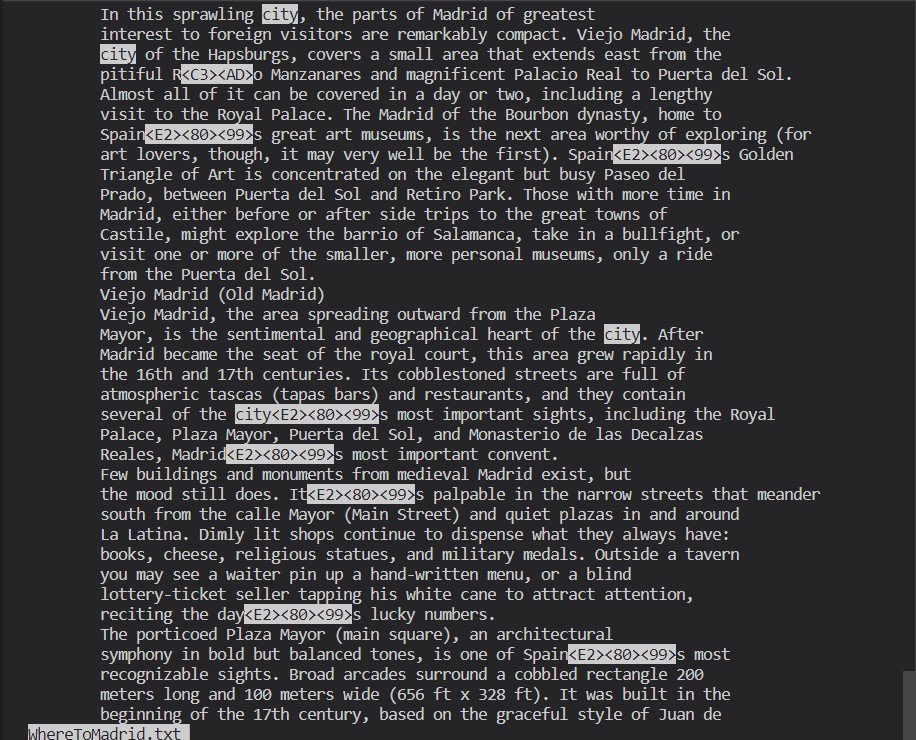 In this sprawling city, the parts of Madrid of greatest
interest to foreign visitors are remarkably compact. Viejo Madrid, the
city of the Hapsburgs, covers a small area that extends east from the
pitiful R<C3><AD>o Manzanares and magnificent Palacio Real to Puerta del Sol.
Almost all of it can be covered in a day or two, including a lengthy
visit to the Royal Palace. The Madrid of the Bourbon dynasty, home to
Spain<E2><80><99>s great art museums, is the next area worthy of exploring (for
art lovers, though, it may very well be the first). Spain<E2><80><99>s Golden
Triangle of Art is concentrated on the elegant but busy Paseo del
Prado, between Puerta del Sol and Retiro Park. Those with more time in
Madrid, either before or after side trips to the great towns of
Castile, might explore the barrio of Salamanca, take in a bullfight, or
visit one or more of the smaller, more personal museums, only a ride
from the Puerta del Sol.
Viejo Madrid (Old Madrid)
Viejo Madrid, the area spreading outward from the Plaza
Mayor, is the sentimental and geographical heart of the city. After
Madrid became the seat of the royal court, this area grew rapidly in
the 16th and 17th centuries. Its cobblestoned streets are full of
atmospheric tascas (tapas bars) and restaurants, and they contain
several of the city<E2><80><99>s most important sights, including the Royal
Palace, Plaza Mayor, Puerta del Sol, and Monasterio de las Decalzas
Reales, Madrid<E2><80><99>s most important convent.
Few buildings and monuments from medieval Madrid exist, but
the mood still does. It<E2><80><99>s palpable in the narrow streets that meander
south from the calle Mayor (Main Street) and quiet plazas in and around
La Latina. Dimly lit shops continue to dispense what they always have:
books, cheese, religious statues, and military medals. Outside a tavern
you may see a waiter pin up a hand-written menu, or a blind
lottery-ticket seller tapping his white cane to attract attention,
reciting the day<E2><80><99>s lucky numbers.
The porticoed Plaza Mayor (main square), an architectural
symphony in bold but balanced tones, is one of Spain<E2><80><99>s most
recognizable sights. Broad arcades surround a cobbled rectangle 200
meters long and 100 meters wide (656 ft x 328 ft). It was built in the
beginning of the 17th century, based on the graceful style of Juan de
WhereToMadrid.txt